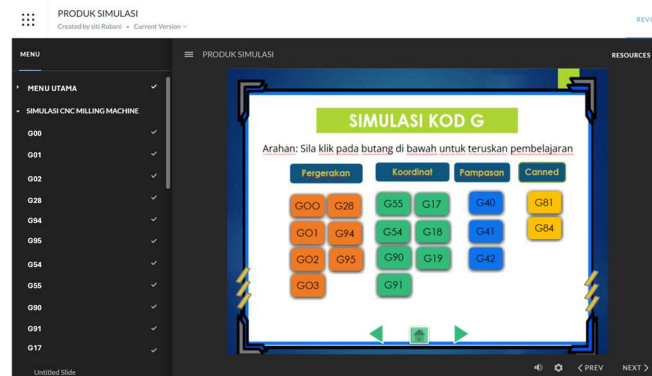 PRODUK SIMULASI
Created by siti Rubani • Current Version
REVI
MENU
PRODUK SIMULASI
RESOURCES
MENU UTAMA
SIMULASI CNC MILLING MACHINE
G00
G01
G02
G28
G94
G95
G54
G55
G90
G91
G17
Untitled Slide
SIMULASI KOD G
Arahan: Sila klik pada butang di bawah untuk teruskan pembelajaran
Pergerakan Koordinat Pampasan Canned
GOO G28 G55 G17 G40 G81
GO1 G94 G54 G18 G41 G84
GO2 G95 G90 G19 G42
GO3 G91
PREV NEXT